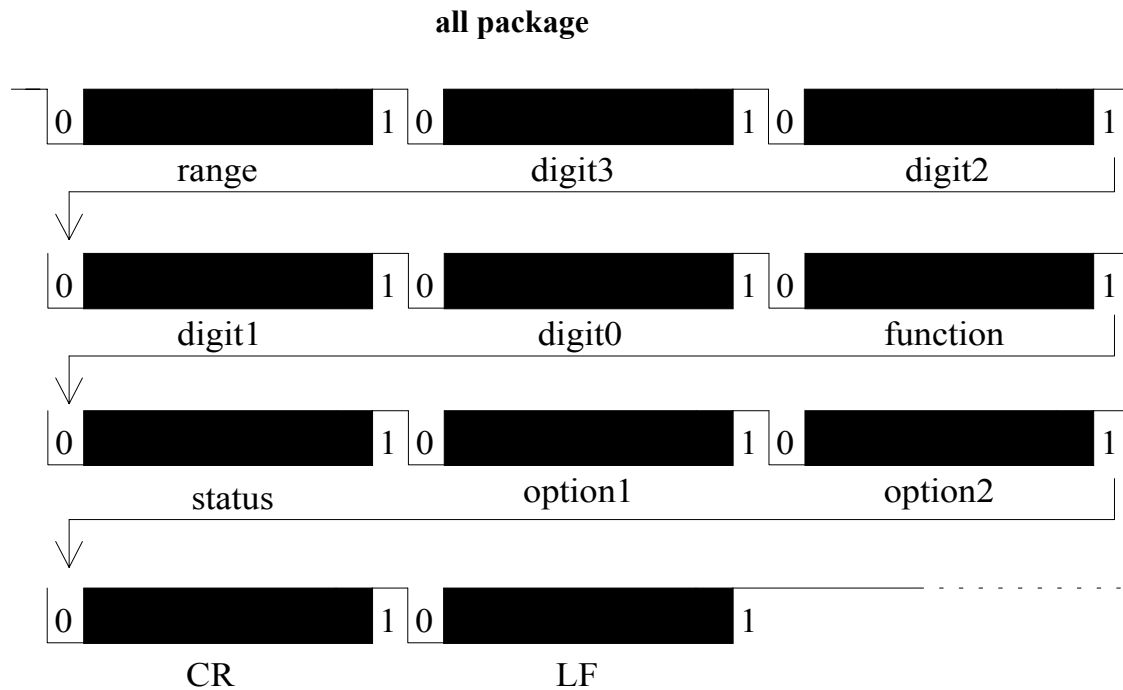 all package
0 1 0 1 0 1
range digit3 digit2
0 1 0 1 0 1
digit1 digit0 function
0 1 0 1 0 1
status option1 option2
0 1 0 1
CR LF